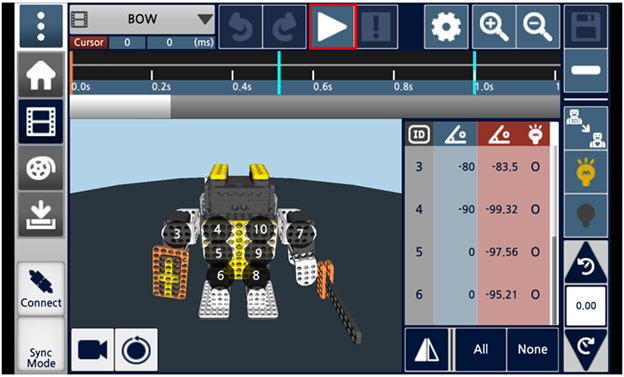 BOW
Cursor 0 0 (ms)
0.0s 0.2s 0.4s 0.6s 0.8s 1.0s 1
ID
3 -80 -83,5 O
4 -90 -99,32 O
5 0 -97,56 O
6 0 -95,21 O
3 4 10 7
5 9
6 8
Connect
0,00
Sync
Mode
All None